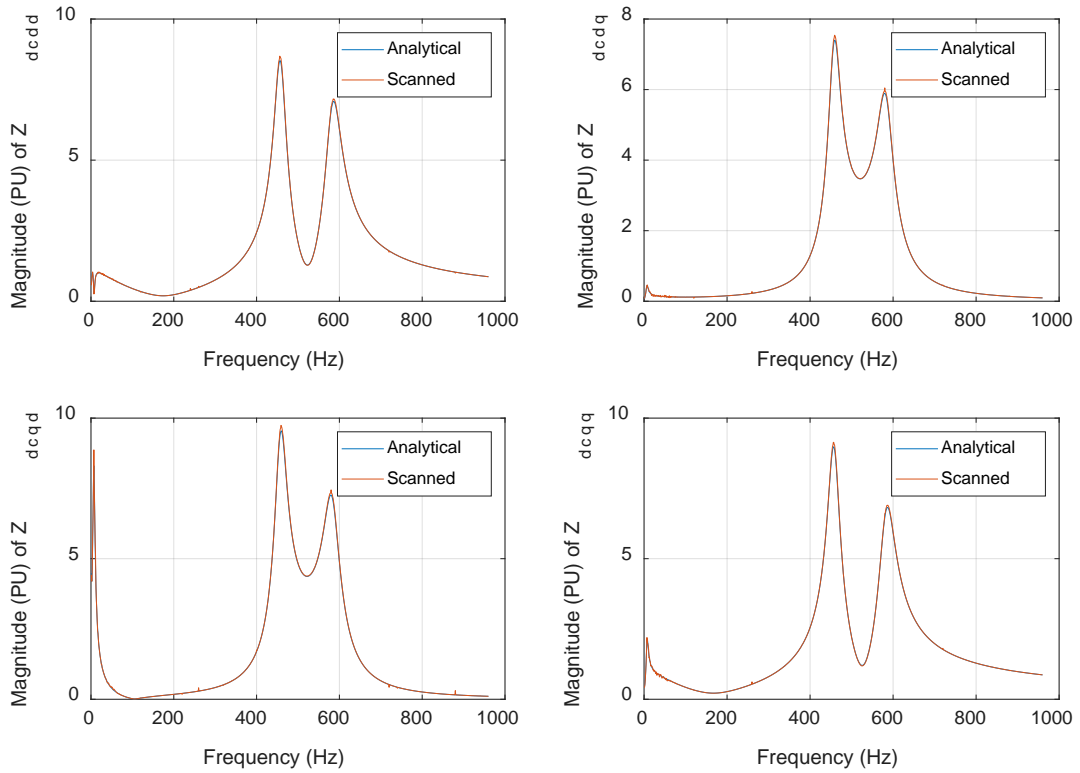 Magnitude (PU) of Z dcdd
10
5
0
0 200 400 600 800 1000
Frequency (Hz)
Analytical
Scanned
Magnitude (PU) of Z dcdq
8
6
4
2
0
0 200 400 600 800 1000
Frequency (Hz)
Analytical
Scanned
Magnitude (PU) of Z dcqd
10
5
0
0 200 400 600 800 1000
Frequency (Hz)
Analytical
Scanned
Magnitude (PU) of Z dcqq
10
5
0
0 200 400 600 800 1000
Frequency (Hz)
Analytical
Scanned